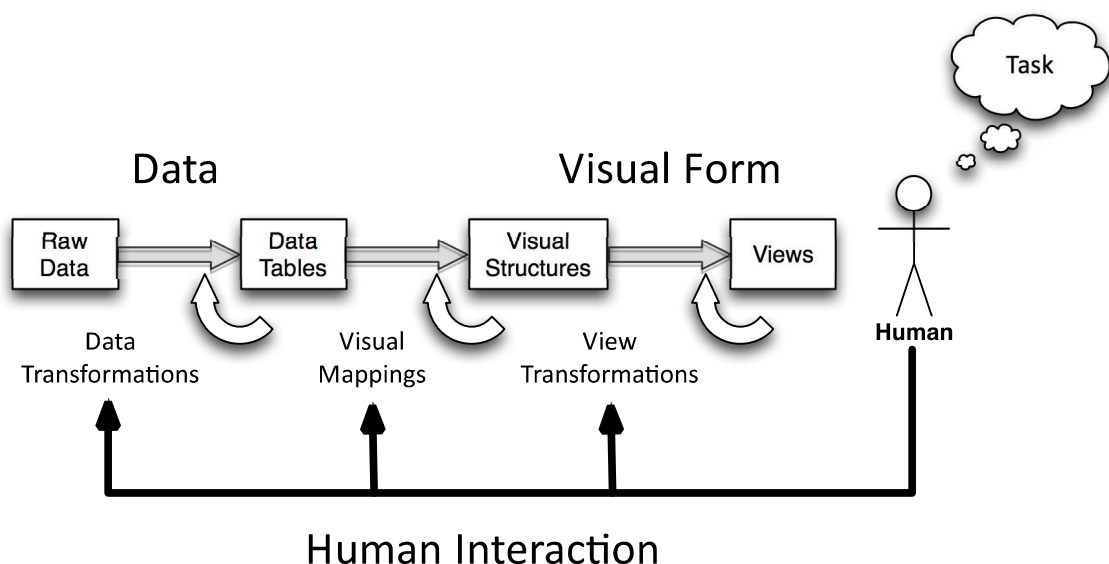 Task
Data
Visual Form
Raw
Data
Data
Tables
Visual
Structures
Views
Human
Data
Transformations
Visual
Mappings
View
Transformations
Human Interaction